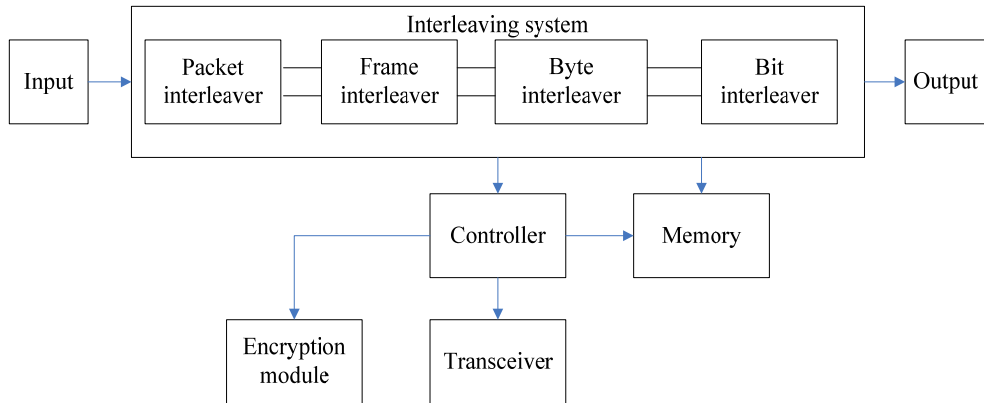 Interleaving system
Input
Packet
interleaver
Frame
interleaver
Byte
interleaver
Bit
interleaver
Output
Controller
Memory
Encryption
module
Transceiver